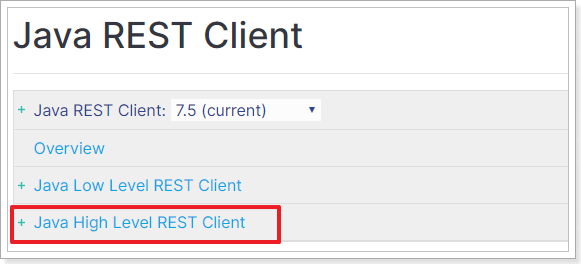 Java REST Client
+ Java REST Client: 7.5 (current)
Overview
+ Java Low Level REST Client
+ Java High Level REST Client